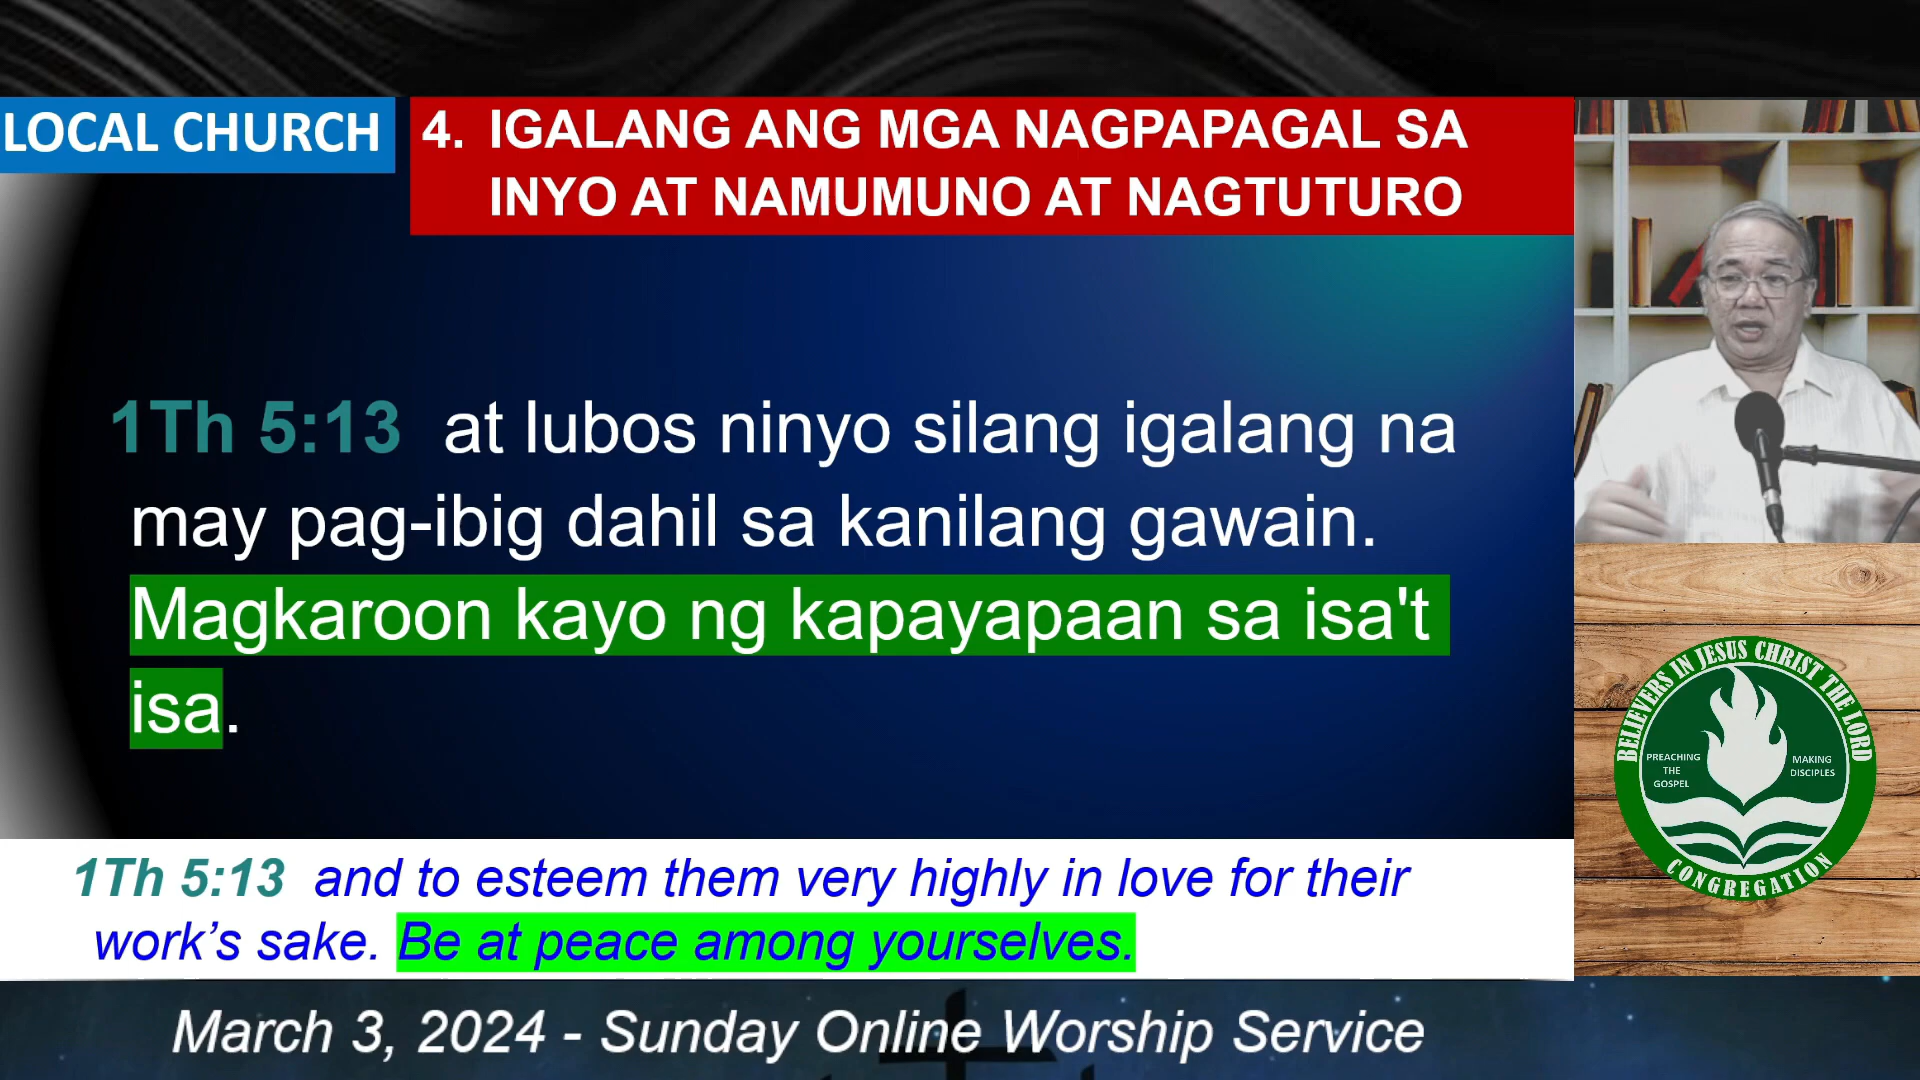 LOCAL CHURCH
4. IGALANG ANG MGA NAGPAPAGAL SA
INYO AT NAMUMUNO AT NAGTUTURO
1Th 5:13 at lubos ninyo silang igalang na
may pag-ibig dahil sa kanilang gawain.
Magkaroon kayo ng kapayapaan sa isa't
isa.
1Th 5:13 and to esteem them very highly in love for their
work’s sake. Be at peace among yourselves.
BELIEVERS IN JESUS CHRIST THE LORD
PREACHING
THE
GOSPEL
MAKING
DISCIPLES
CONGREGATION
March 3, 2024 - Sunday Online Worship Service